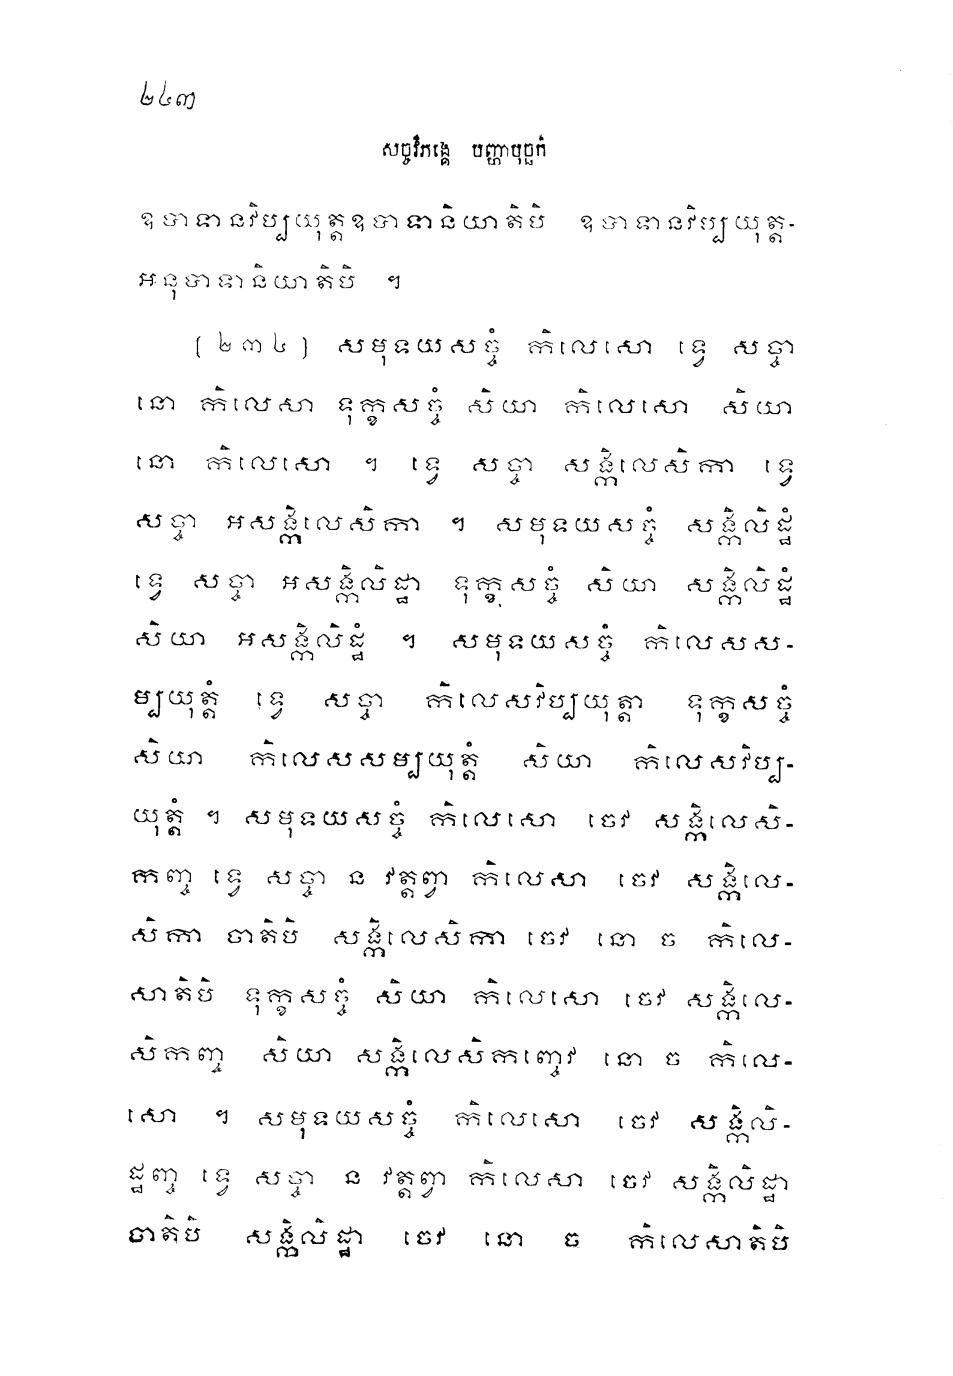 ២៤៣
សច្ចវិភង្គេ បញ្ហាបុច្ឆកំ
ឧបាទានវិប្បយុត្តឧបាទានិយាតិបិ ឧបាទានវិប្បយុត្ត-
អនុបាទានិយាតិបិ ។
(២៣៤) សមុទយសច្ចំ កិលេសោ ទ្វេ សច្ចា
នោ កិលេសា ទុក្ខសច្ចំ សិយា កិលេសោ សិយា
នោ កិលេសោ ។ ទ្វេ សច្ចា សង្កិលេសិកា ទ្វេ
សច្ចា អសង្កិលេសិកា ។ សមុទយសច្ចំ សង្កិលិដ្ឋំ
ទ្វេ សច្ចា អសង្កិលិដ្ឋា ទុក្ខសច្ចំ សិយា សង្កិលិដ្ឋំ
សិយា អសង្កិលិដ្ឋំ ។ សមុទយសច្ចំ កិលេសស-
ម្បយុត្តំ ទ្វេ សច្ចា កិលេសវិប្បយុត្តា ទុក្ខសច្ចំ
សិយា កិលេសសម្បយុត្តំ សិយា កិលេសវិប្ប-
យុត្តំ ។ សមុទយសច្ចំ កិលេសោ ចេវ សង្កិលេសិ-
កញ្ច ទ្វេ សច្ចា ន វត្តព្វា កិលេសា ចេវ សង្កិលេ-
សិកា ចាតិបិ សង្កិលេសិកា ចេវ នោ ច កិលេ-
សាតិបិ ទុក្ខសច្ចំ សិយា កិលេសោ ចេវ សង្កិលេ-
សិកញ្ច សិយា សង្កិលេសិកញ្ចេវ នោ ច កិលេ-
សោ ។ សមុទយសច្ចំ កិលេសោ ចេវ សង្កិលិ-
ដ្ឋញ្ច ទ្វេ សច្ចា ន វត្តព្វា កិលេសា ចេវ សង្កិលិដ្ឋា
ចាតិបិ សង្កិលិដ្ឋា ចេវ នោ ច កិលេសាតិបិ